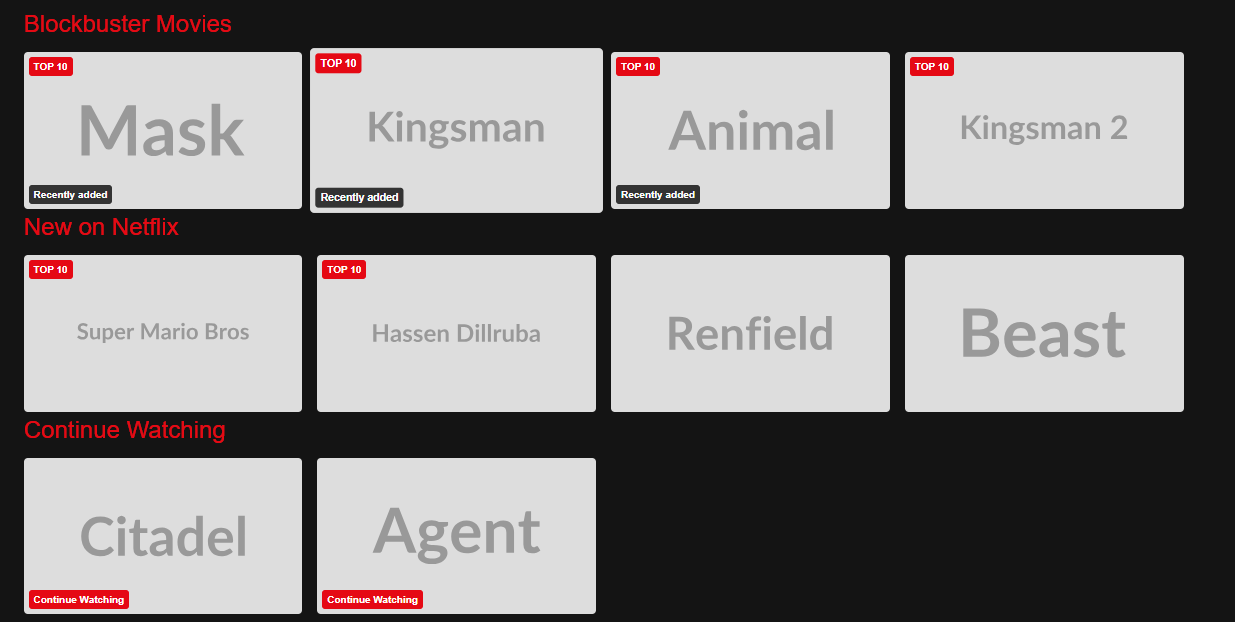 Blockbuster Movies
TOP 10
Mask
Recently added
TOP 10
Kingsman
Recently added
TOP 10
Animal
Recently added
TOP 10
Kingsman 2
New on Netflix
TOP 10
Super Mario Bros
TOP 10
Hassen Dillruba
Renfield
Beast
Continue Watching
Citadel
Continue Watching
Agent
Continue Watching